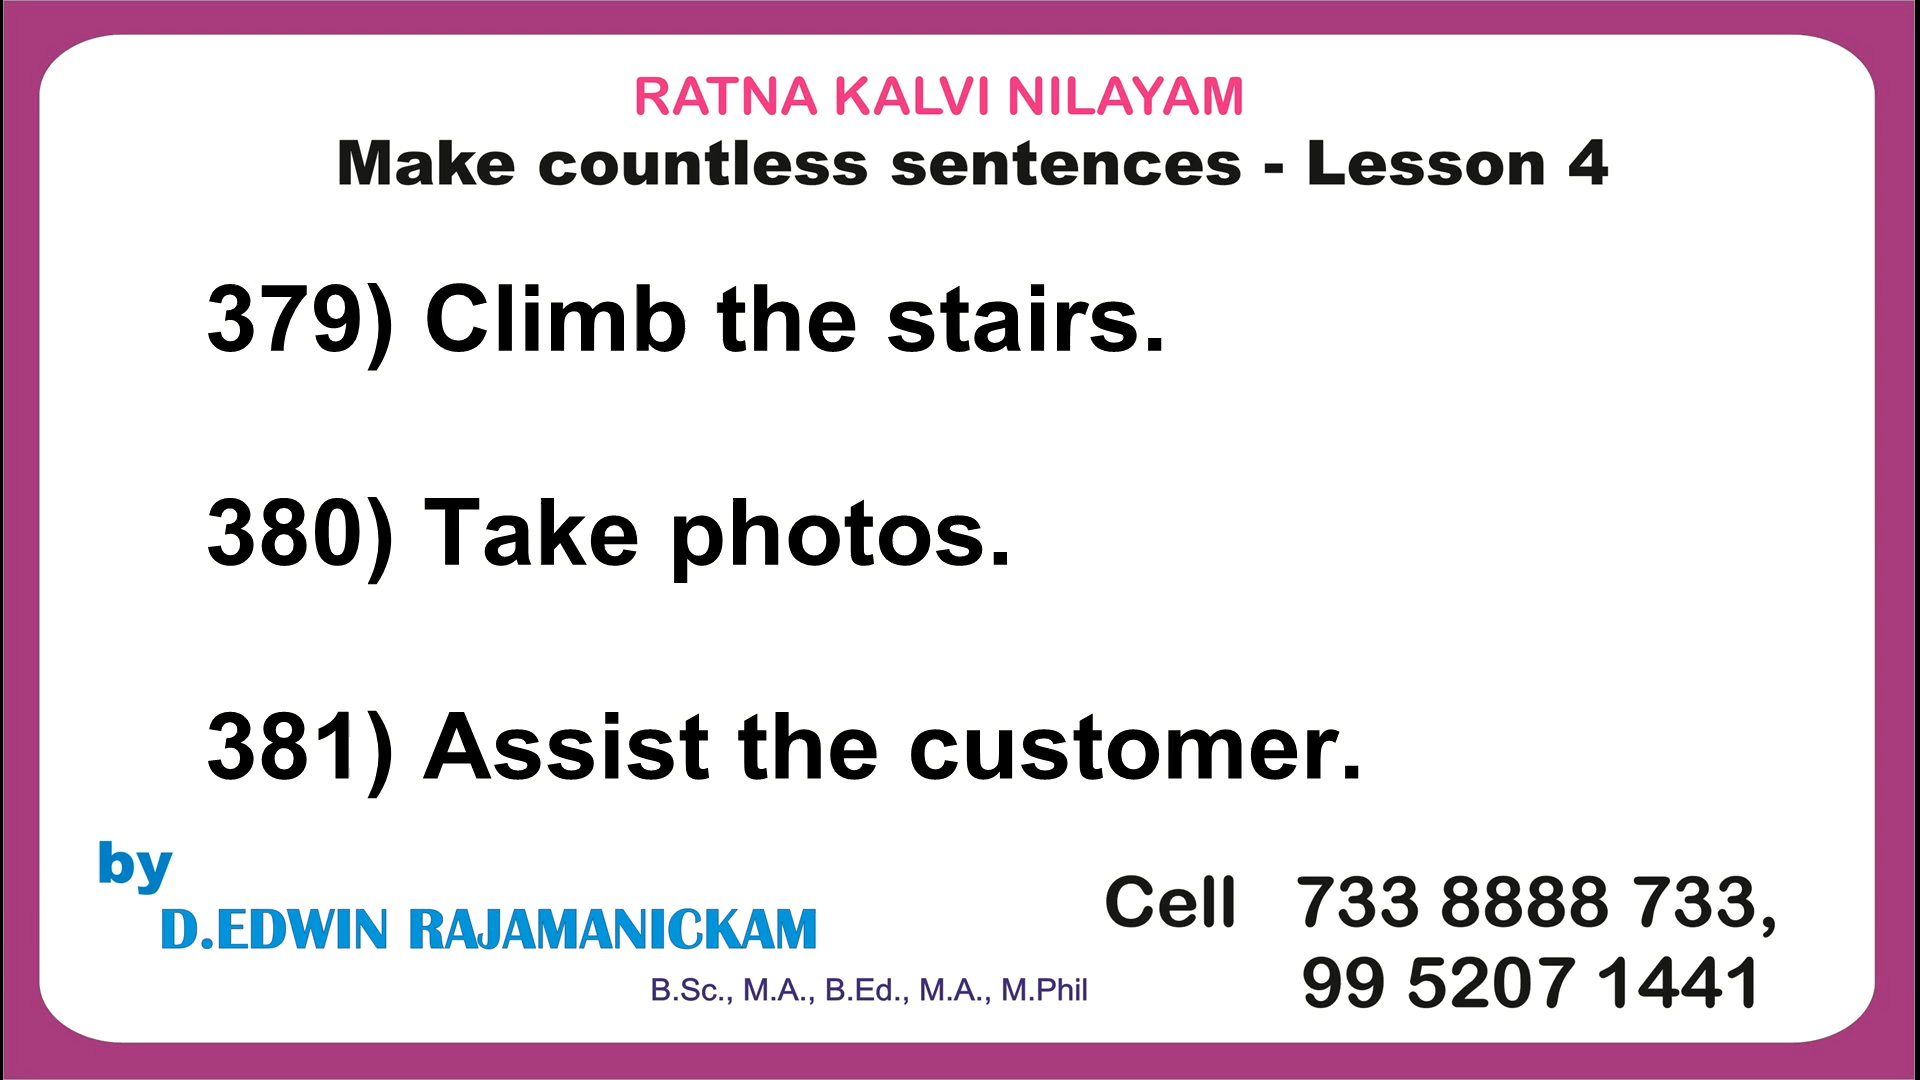 RATNA KALVI NILAYAM
Make countless sentences - Lesson 4
379) Climb the stairs.
380) Take photos.
381) Assist the customer.
by
D.EDWIN RAJAMANICKAM
B.Sc., M.A., B.Ed., M.A., M.Phil
Cell 733 8888 733,
99 5207 1441